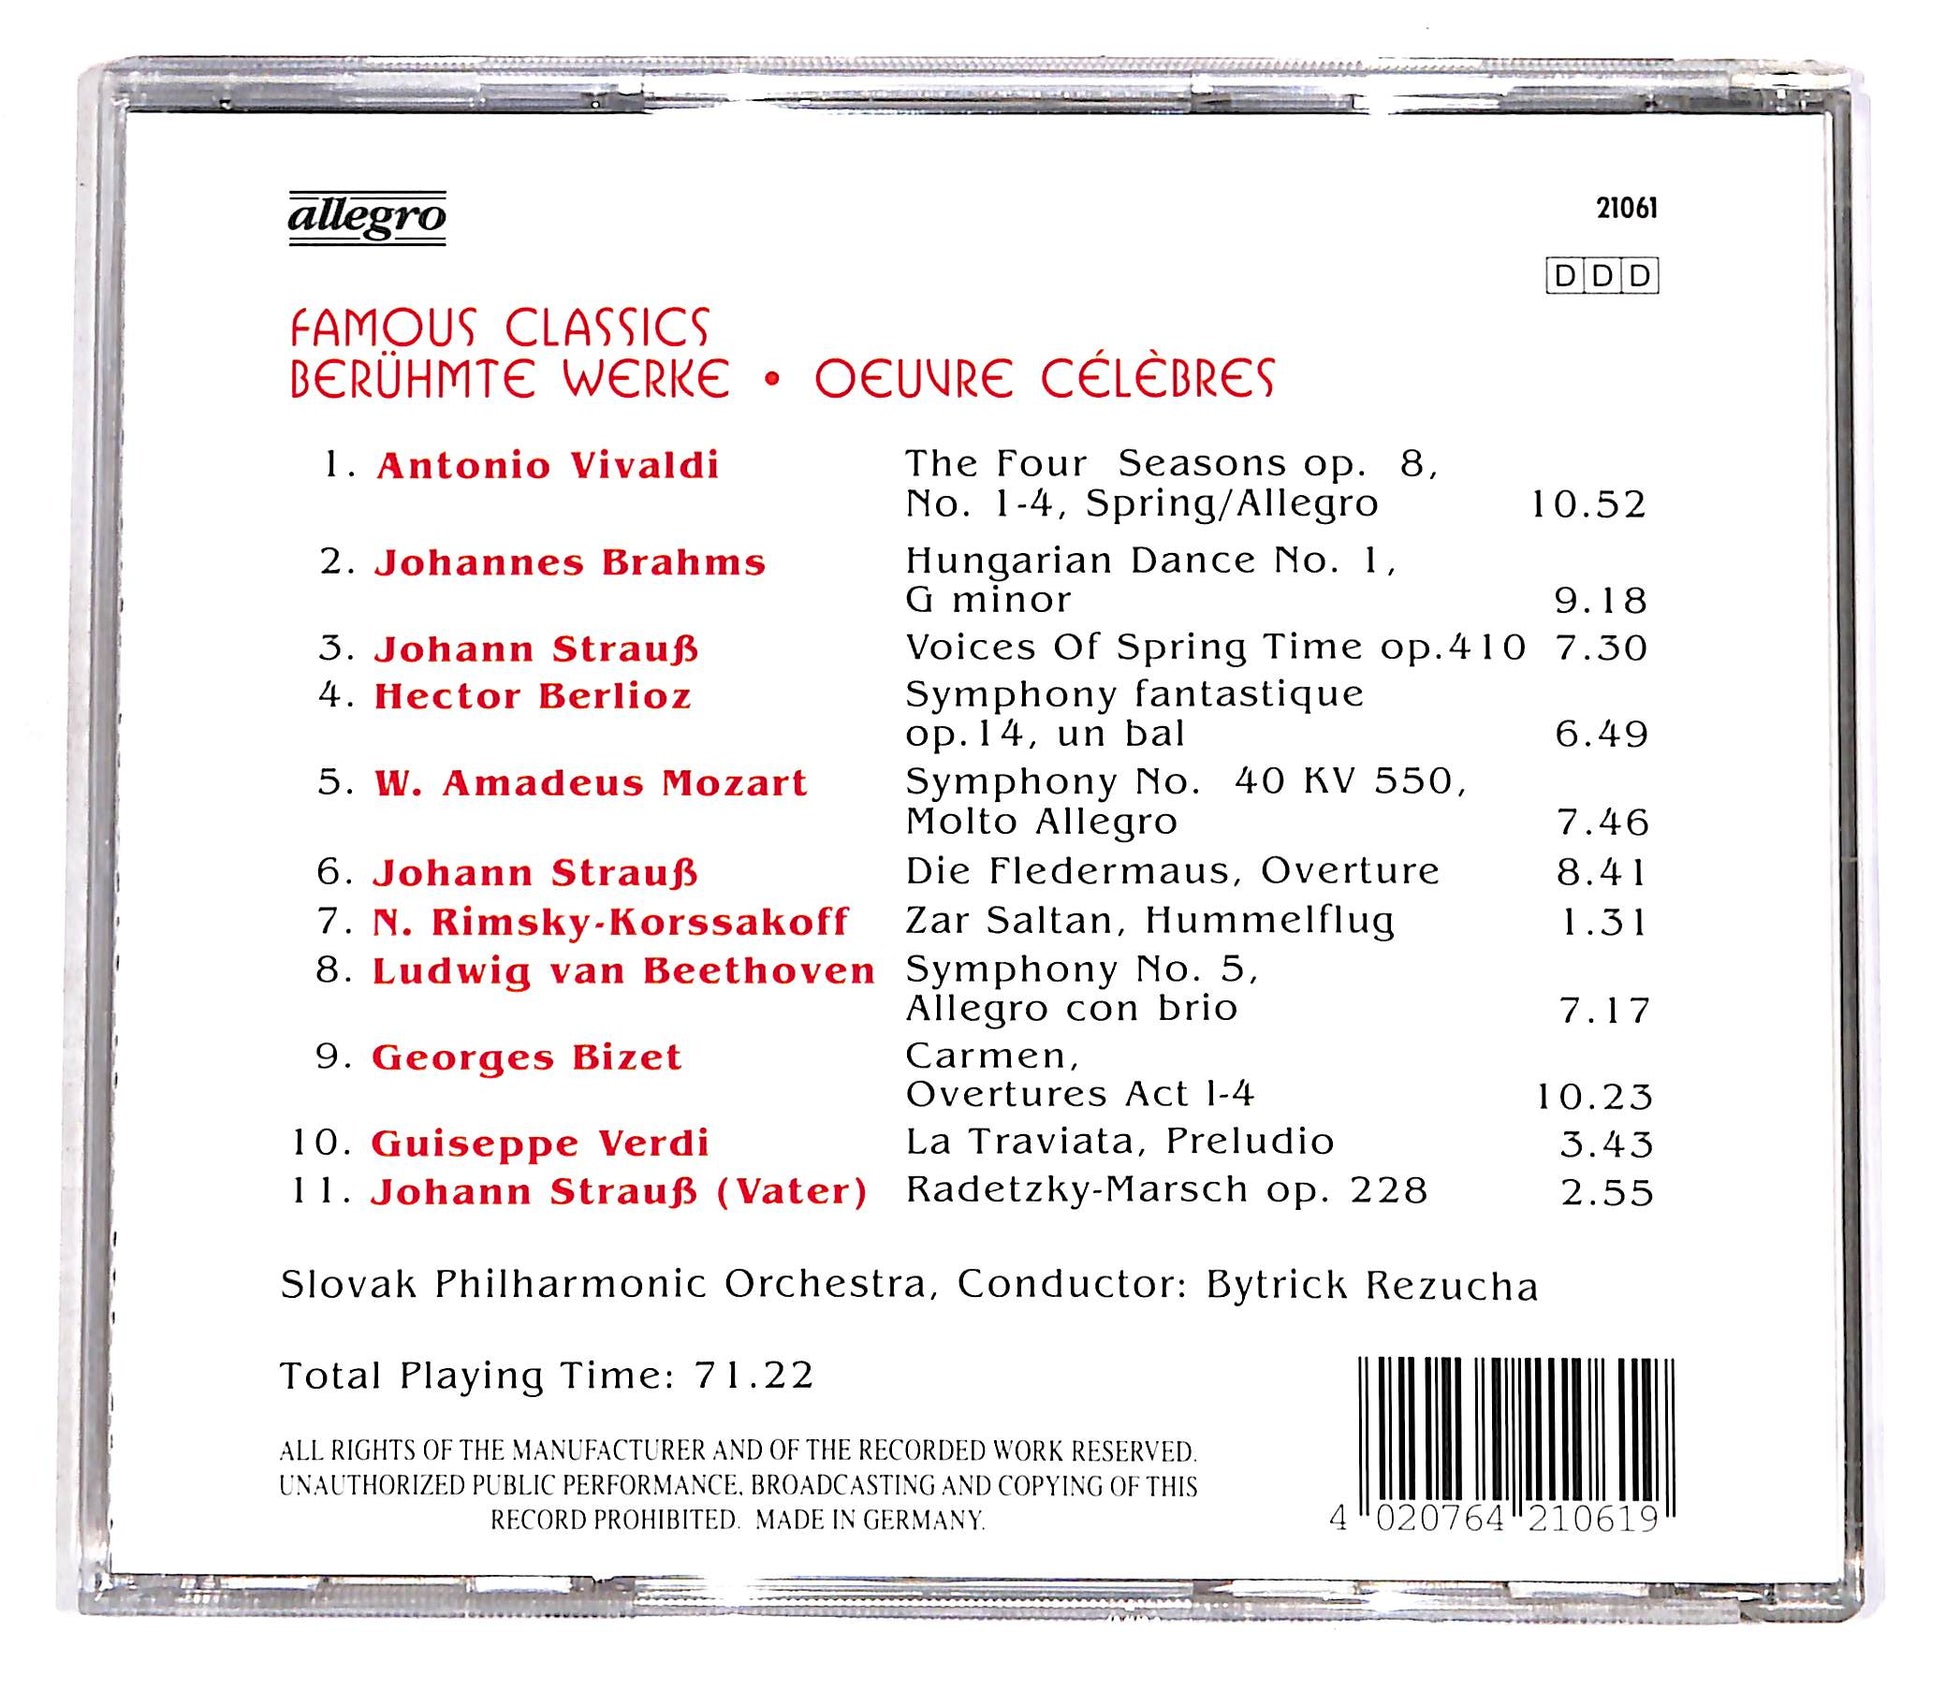 allegro
21061
DDD
FAMOUS CLASSICS
BERÜHMTE WERKE • OEUVRE CÉLÈBRES
1. Antonio Vivaldi The Four Seasons op. 8,
No. 1-4, Spring/Allegro 10.52
2. Johannes Brahms Hungarian Dance No. 1,
G minor 9.18
3. Johann Strauß Voices Of Spring Time op.410 7.30
4. Hector Berlioz Symphony fantastique
op.14, un bal 6.49
5. W. Amadeus Mozart Symphony No. 40 KV 550,
Molto Allegro 7.46
6. Johann Strauß Die Fledermaus, Overture 8.41
7. N. Rimsky-Korssakoff Zar Saltan, Hummelflug 1.31
8. Ludwig van Beethoven Symphony No. 5,
Allegro con brio 7.17
9. Georges Bizet Carmen,
Overtures Act 1-4 10.23
10. Guiseppe Verdi La Traviata, Preludio 3.43
11. Johann Strauß (Vater) Radetzky-Marsch op. 228 2.55
Slovak Philharmonic Orchestra, Conductor: Bytrick Rezucha
Total Playing Time: 71.22
ALL RIGHTS OF THE MANUFACTURER AND OF THE RECORDED WORK RESERVED.
UNAUTHORIZED PUBLIC PERFORMANCE, BROADCASTING AND COPYING OF THIS
RECORD PROHIBITED. MADE IN GERMANY.
4 020764 210619